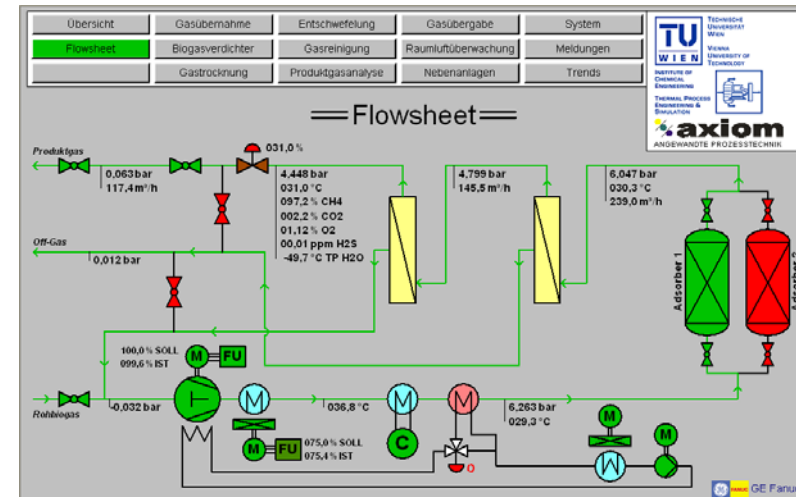 Übersicht
Gasübernahme
Entschwefelung
Gasübergabe
System
Flowsheet
Biogasverdichter
Gasreinigung
Raumluftüberwachung
Meldungen
Gastrocknung
Produktgasanalyse
Nebenanlagen
Trends
TU
WIEN
TECHNISCHE
UNIVERSITÄT
WIEN
VIENNA
UNIVERSITY OF
TECHNOLOGY
INSTITUTE OF
CHEMICAL
ENGINEERING
THERMAL PROCESS
ENGINEERING &
SIMULATION
axiom
ANGEWANDTE PROZESSTECHNIK
Flowsheet
Produktgas
031,0 %
0,063 bar
117,4 m³/h
4,448 bar
031,0 °C
097,2 % CH4
002,2 % CO2
01,12 % O2
00,01 ppm H2S
-49,7 °C TP H2O
4,799 bar
145,5 m³/h
6,047 bar
030,3 °C
239,0 m³/h
Off-Gas
0,012 bar
Adsorber 1
Adsorber 2
100,0 % SOLL
099,6 % IST
M
FU
Rohbiogas
-0,032 bar
M
036,8 °C
M
M
6,263 bar
029,3 °C
M
FU
075,0 % SOLL
075,4 % IST
C
O
M
M
M
GE Fanuc